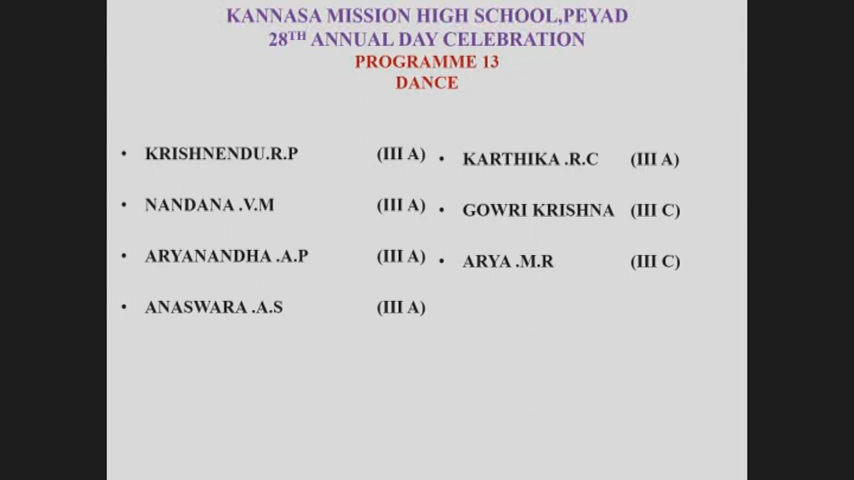 KANNASA MISSION HIGH SCHOOL,PEYAD
28TH ANNUAL DAY CELEBRATION
PROGRAMME 13
DANCE
• KRISHNENDU.R.P (III A)
• NANDANA .V.M (III A)
• ARYANANDHA .A.P (III A)
• ANASWARA .A.S (III A)
• KARTHIKA .R.C (III A)
• GOWRI KRISHNA (III C)
• ARYA .M.R (III C)